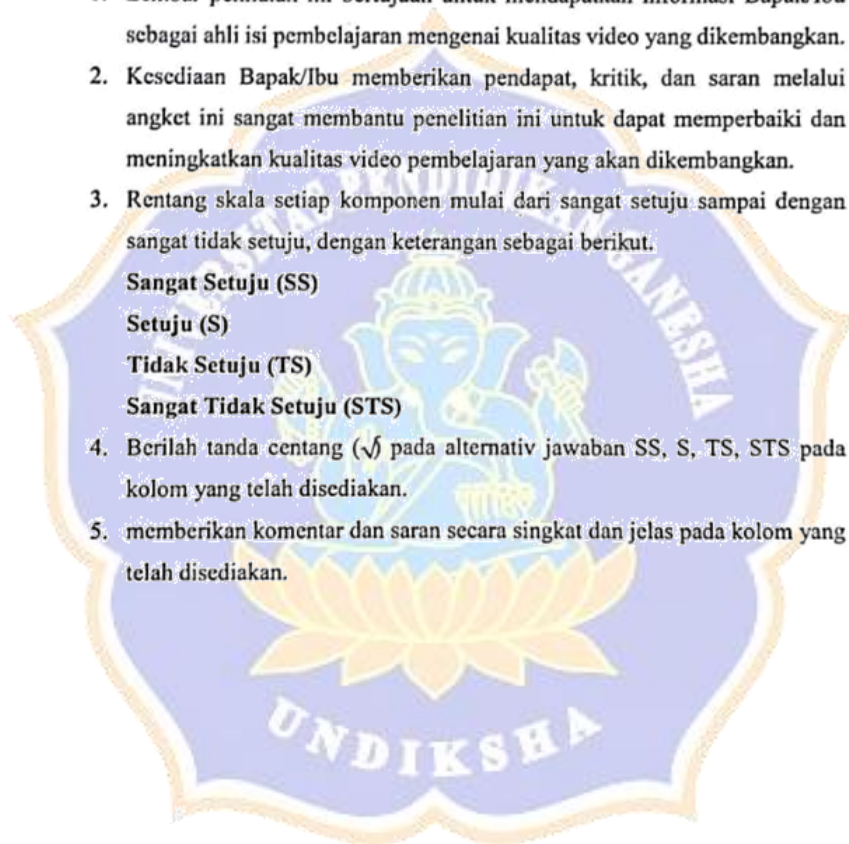 sebagai ahli isi pembelajaran mengenai kualitas video yang dikembangkan.
2. Kesediaan Bapak/Ibu memberikan pendapat, kritik, dan saran melalui
angket ini sangat membantu penelitian ini untuk dapat memperbaiki dan
meningkatkan kualitas video pembelajaran yang akan dikembangkan.
3. Rentang skala setiap komponen mulai dari sangat setuju sampai dengan
sangat tidak setuju, dengan keterangan sebagai berikut.
Sangat Setuju (SS)
Setuju (S)
Tidak Setuju (TS)
Sangat Tidak Setuju (STS)
4. Berilah tanda centang (√) pada alternativ jawaban SS, S, TS, STS pada
kolom yang telah disediakan.
5. memberikan komentar dan saran secara singkat dan jelas pada kolom yang
telah disediakan.
UNIVERSITAS PENDIDIKAN GANESHA
UNDIKSHA